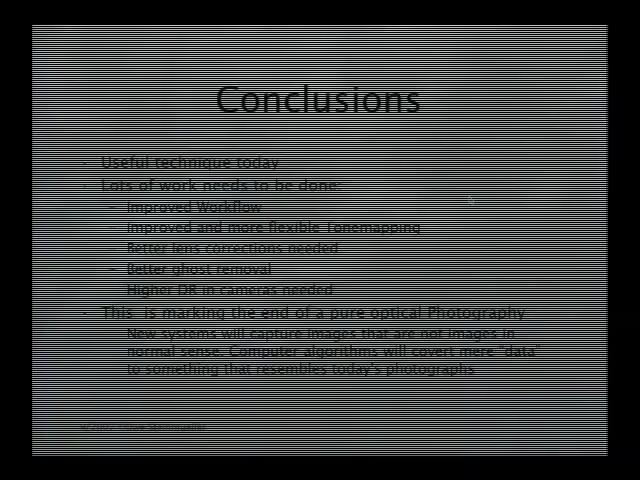 Conclusions
- Useful technique today
- Lots of work needs to be done:
– Improved Workflow
– Improved and more flexible Tonemapping
– Better lens corrections needed
– Better ghost removal
Higher DR in cameras needed
- This is marking the end of a pure optical Photography
New systems will capture images that are not images in
normal sense. Computer algorithms will covert mere "data"
to something that resembles today's photographs